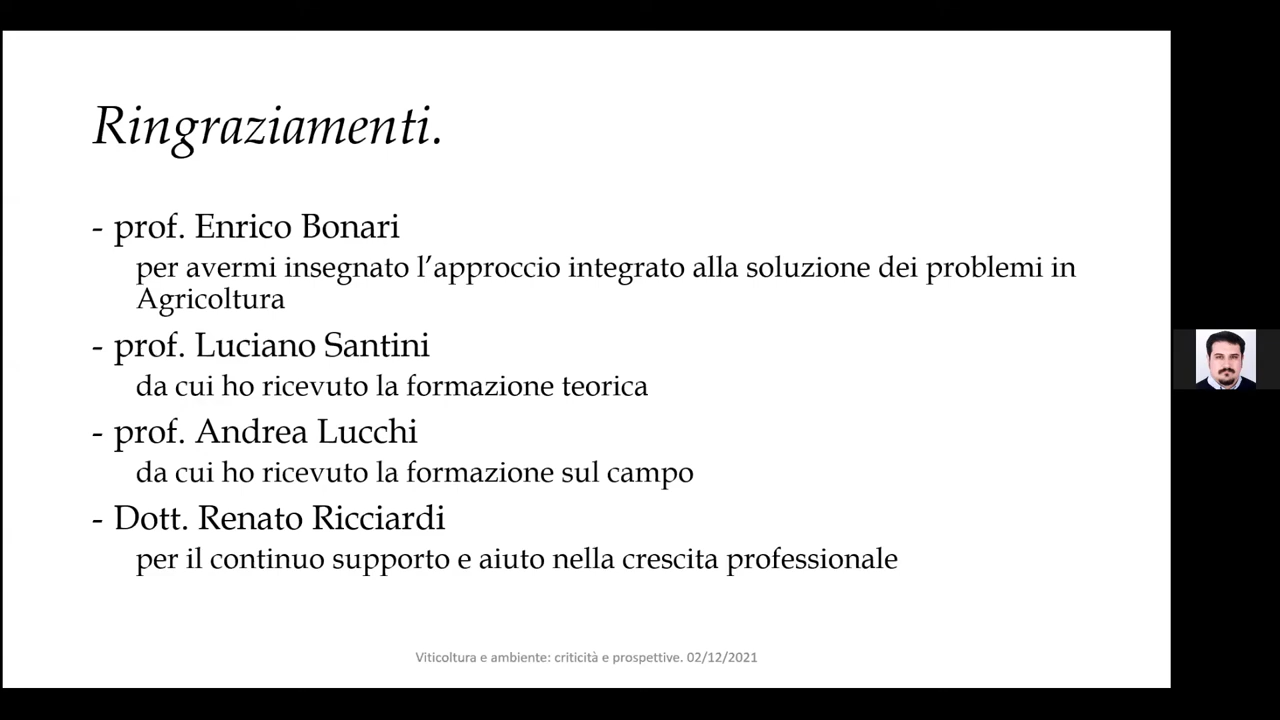 Ringraziamenti.
- prof. Enrico Bonari
per avermi insegnato l’approccio integrato alla soluzione dei problemi in
Agricoltura
- prof. Luciano Santini
da cui ho ricevuto la formazione teorica
- prof. Andrea Lucchi
da cui ho ricevuto la formazione sul campo
- Dott. Renato Ricciardi
per il continuo supporto e aiuto nella crescita professionale
Viticoltura e ambiente: criticità e prospettive. 02/12/2021